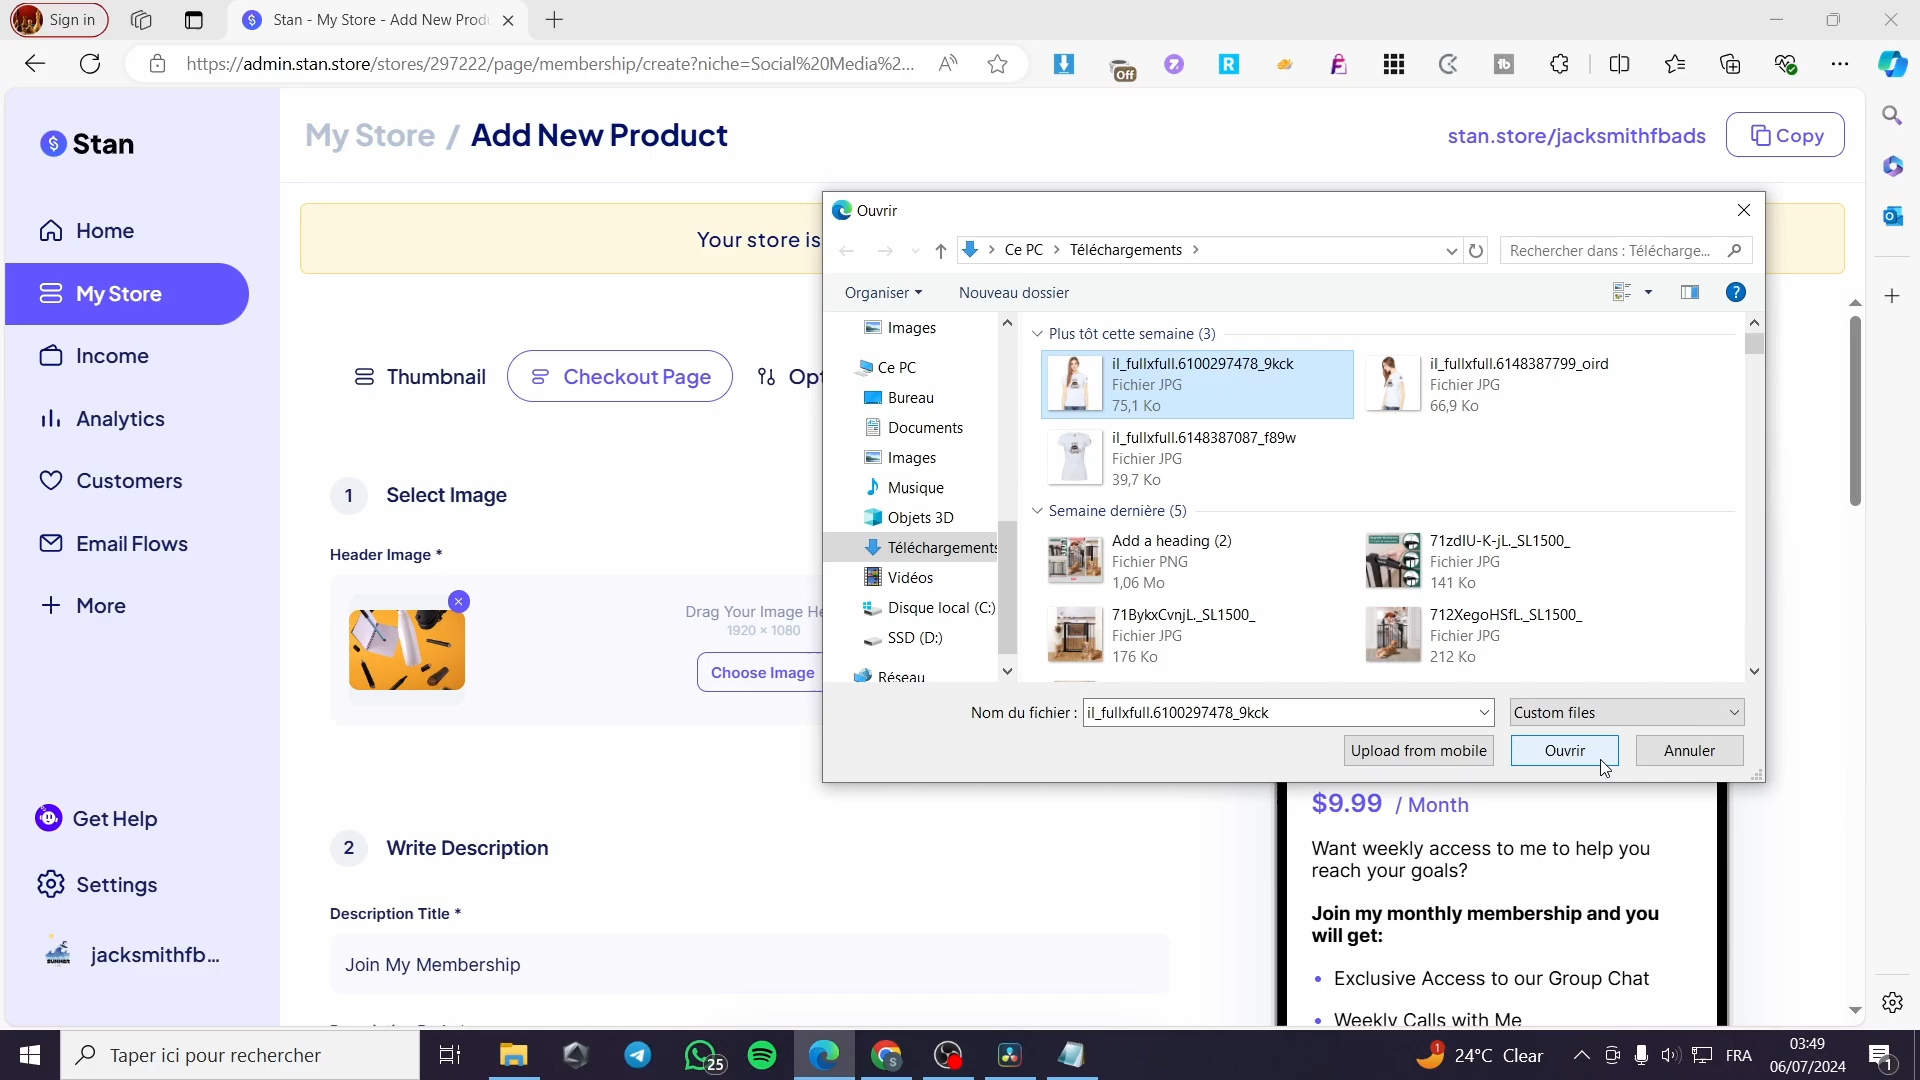 Sign in
Stan - My Store - Add New Prod
https://admin.stan.store/stores/297222/page/membership/create?niche=Social%20Media%2...
Off
Stan
My Store / Add New Product
stan.store/jacksmithfbads
Copy
Home
My Store
Income
Analytics
Customers
Email Flows
More
Get Help
Settings
jacksmithfb...
Your store is
Thumbnail
Checkout Page
Opt
1 Select Image
Header Image *
Drag Your Image He
1920 × 1080
Choose Image
2 Write Description
Description Title *
Join My Membership
Ouvrir
Ce PC > Téléchargements >
Rechercher dans : Télécharge...
Organiser
Nouveau dossier
Images
Ce PC
Bureau
Documents
Images
Musique
Objets 3D
Téléchargements
Vidéos
Disque local (C:)
SSD (D:)
Réseau
Plus tôt cette semaine (3)
il_fullxfull.6100297478_9kck
Fichier JPG
75,1 Ko
il_fullxfull.6148387799_oird
Fichier JPG
66,9 Ko
il_fullxfull.6148387087_f89w
Fichier JPG
39,7 Ko
Semaine dernière (5)
Add a heading (2)
Fichier PNG
1,06 Mo
71zdIU-K-jL._SL1500_
Fichier JPG
141 Ko
71BykxCvnjL._SL1500_
Fichier JPG
176 Ko
712XegoHSfL._SL1500_
Fichier JPG
212 Ko
Nom du fichier : il_fullxfull.6100297478_9kck
Custom files
Upload from mobile
Ouvrir
Annuler
$9.99 / Month
Want weekly access to me to help you
reach your goals?
Join my monthly membership and you
will get:
• Exclusive Access to our Group Chat
• Weekly Calls with Me
Taper ici pour rechercher
25
1
24°C Clear
FRA
03:49
06/07/2024
1